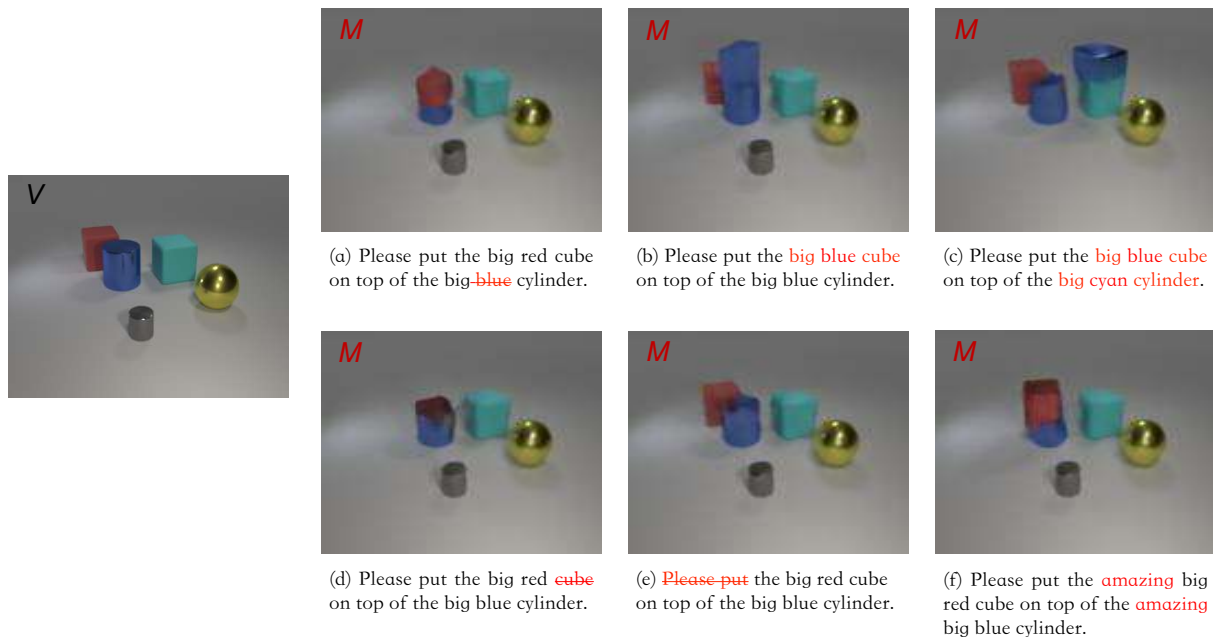 V
M
M
M
(a) Please put the big red cube
on top of the big blue cylinder.
(b) Please put the big blue cube
on top of the big blue cylinder.
(c) Please put the big blue cube
on top of the big cyan cylinder.
M
M
M
(d) Please put the big red cube
on top of the big blue cylinder.
(e) Please put the big red cube
on top of the big blue cylinder.
(f) Please put the amazing big
red cube on top of the amazing
big blue cylinder.